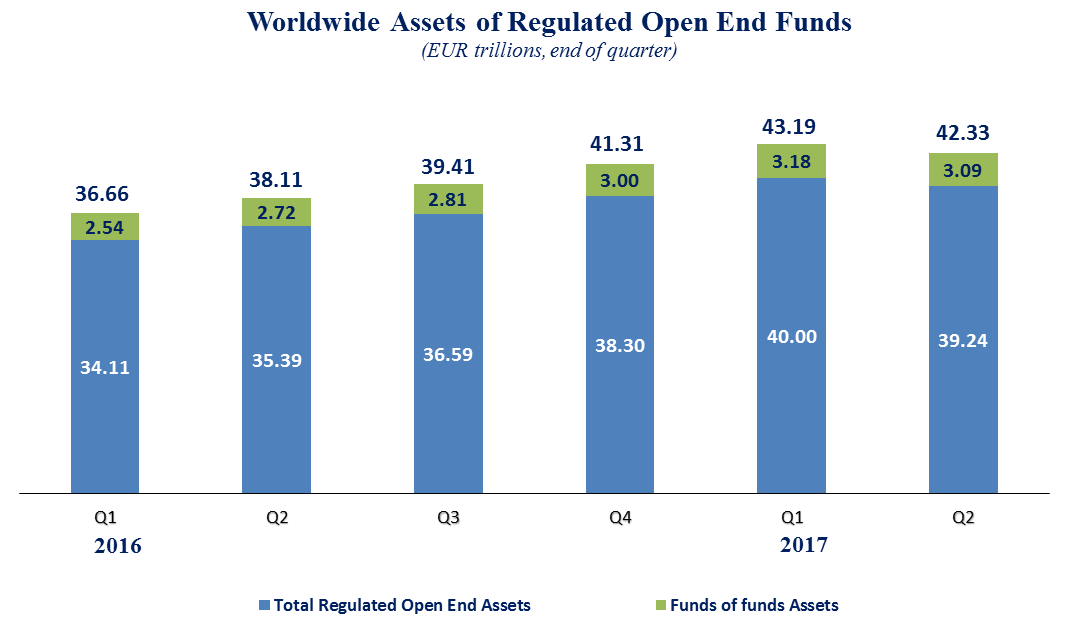 Worldwide Assets of Regulated Open End Funds
(EUR trillions, end of quarter)
36.66
38.11
39.41
41.31
43.19
42.33
2.54
2.72
2.81
3.00
3.18
3.09
34.11
35.39
36.59
38.30
40.00
39.24
Q1
Q2
Q3
Q4
Q1
Q2
2016
2017
Total Regulated Open End Assets
Funds of funds Assets